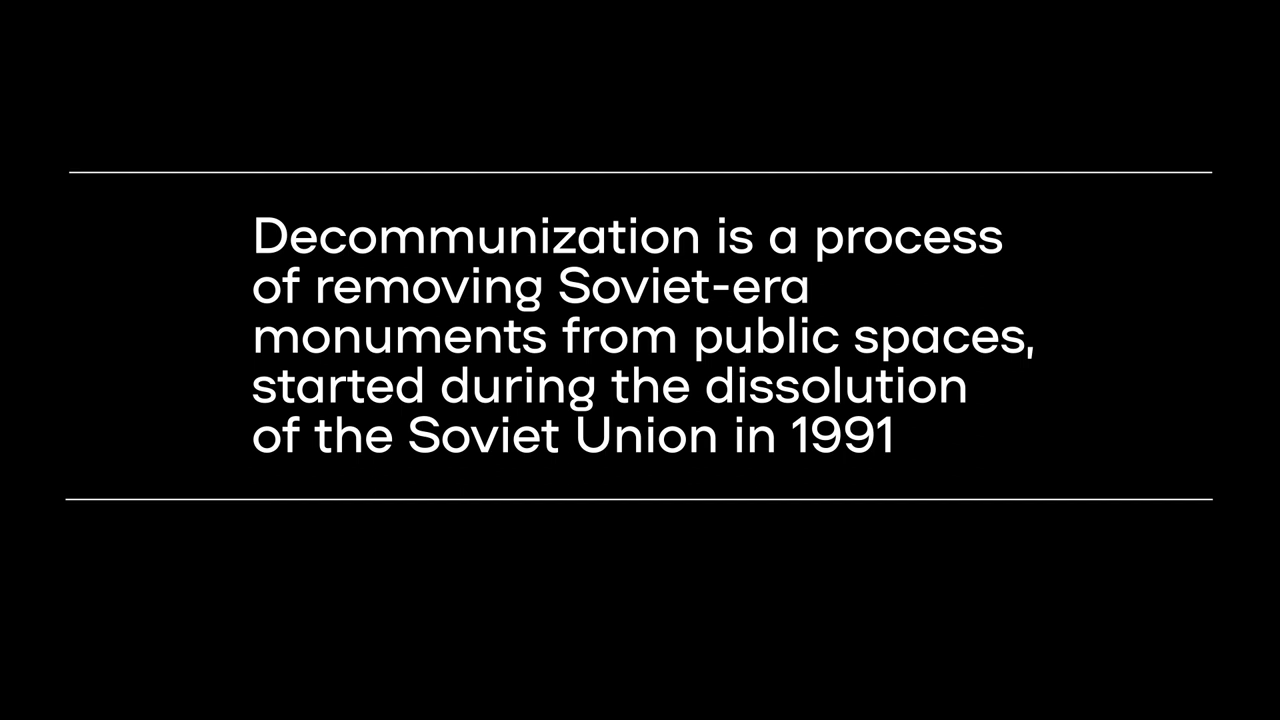 Decommunization is a process
of removing Soviet-era
monuments from public spaces,
started during the dissolution
of the Soviet Union in 1991